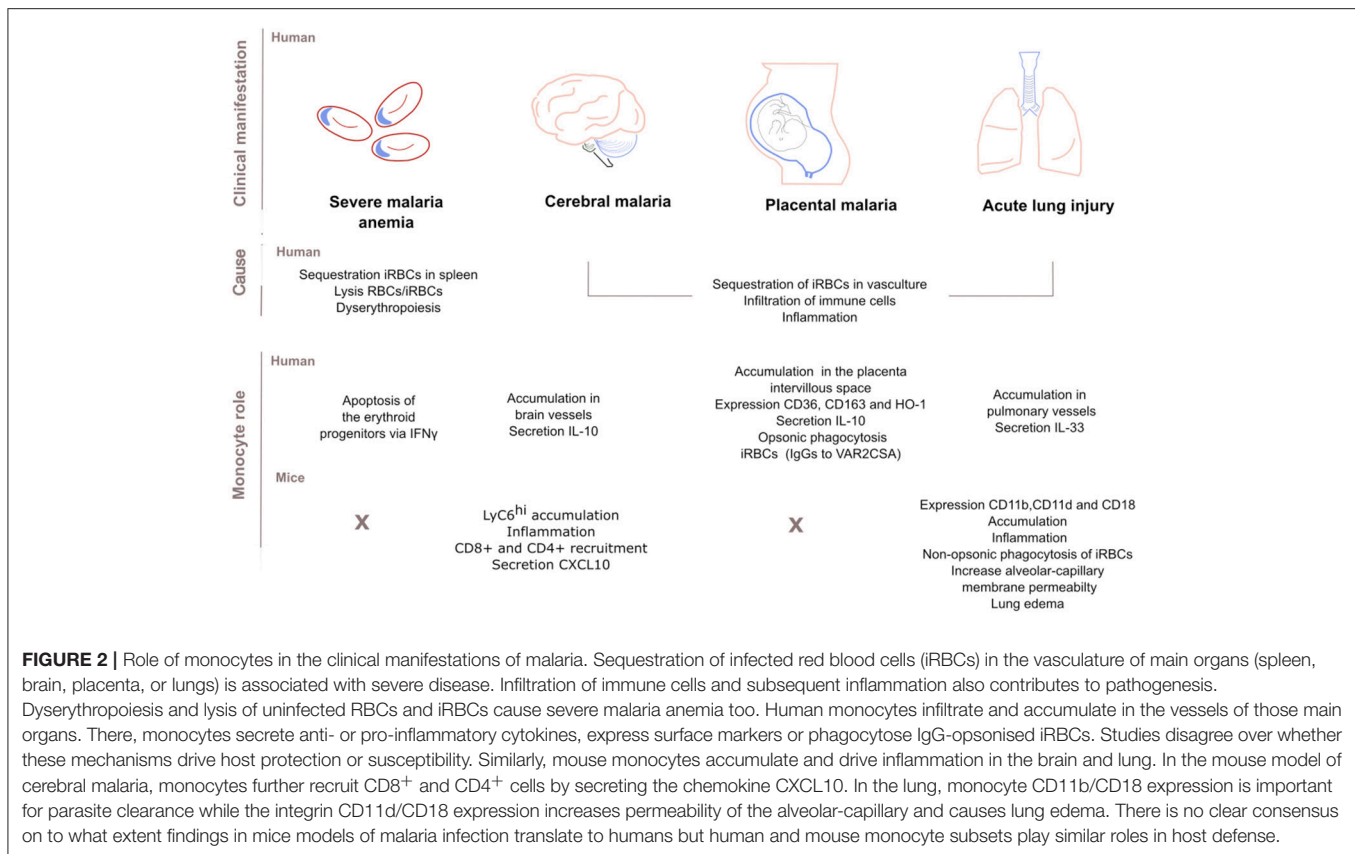 Clinical manifestation
Human
Severe malaria
anemia
Cerebral malaria
Placental malaria
Acute lung injury
Cause
Human
Sequestration iRBCs in spleen
Lysis RBCs/iRBCs
Dyserythropoiesis
Sequestration of iRBCs in vasculature
Infiltration of immune cells
Inflammation
Monocyte role
Human
Apoptosis of
the erythroid
progenitors via IFNγ
Accumulation in
brain vessels
Secretion IL-10
Accumulation in the placenta
intervillous space
Expression CD36, CD163 and HO-1
Secretion IL-10
Opsonic phagocytosis
iRBCs (IgGs to VAR2CSA)
Accumulation in
pulmonary vessels
Secretion IL-33
Mice
X
LyC6hi accumulation
Inflammation
CD8+ and CD4+ recruitment
Secretion CXCL10
X
Expression CD11b,CD11d and CD18
Accumulation
Inflammation
Non-opsonic phagocytosis of iRBCs
Increase alveolar-capillary
membrane permeabilty
Lung edema
FIGURE 2 | Role of monocytes in the clinical manifestations of malaria. Sequestration of infected red blood cells (iRBCs) in the vasculature of main organs (spleen,
brain, placenta, or lungs) is associated with severe disease. Infiltration of immune cells and subsequent inflammation also contributes to pathogenesis.
Dyserythropoiesis and lysis of uninfected RBCs and iRBCs cause severe malaria anemia too. Human monocytes infiltrate and accumulate in the vessels of those main
organs. There, monocytes secrete anti- or pro-inflammatory cytokines, express surface markers or phagocytose IgG-opsonised iRBCs. Studies disagree over whether
these mechanisms drive host protection or susceptibility. Similarly, mouse monocytes accumulate and drive inflammation in the brain and lung. In the mouse model of
cerebral malaria, monocytes further recruit CD8+ and CD4+ cells by secreting the chemokine CXCL10. In the lung, monocyte CD11b/CD18 expression is important
for parasite clearance while the integrin CD11d/CD18 expression increases permeability of the alveolar-capillary and causes lung edema. There is no clear consensus
on to what extent findings in mice models of malaria infection translate to humans but human and mouse monocyte subsets play similar roles in host defense.